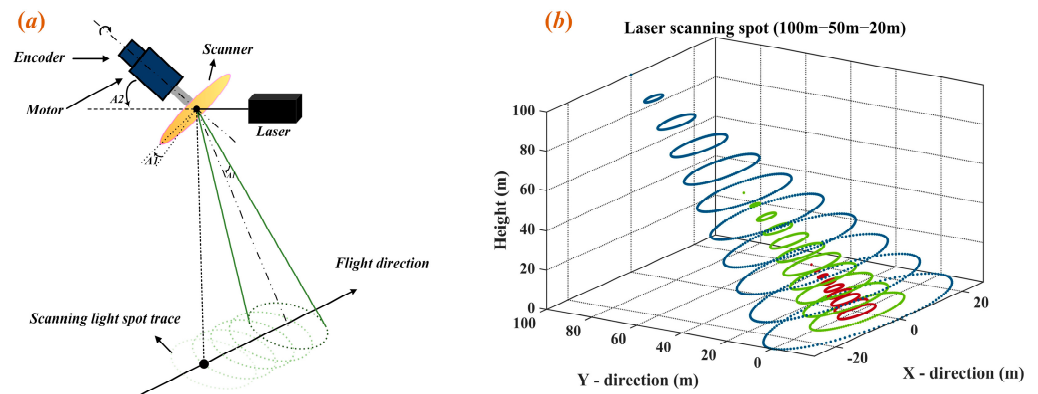 (a)
Encoder
Scanner
A2
Motor
Laser
A1
A1
Flight direction
Scanning light spot trace
(b)
Laser scanning spot (100m−50m−20m)
Height (m)
100
80
60
40
20
0
100
80
60
40
20
0
Y - direction (m)
-20
0
20
X - direction (m)